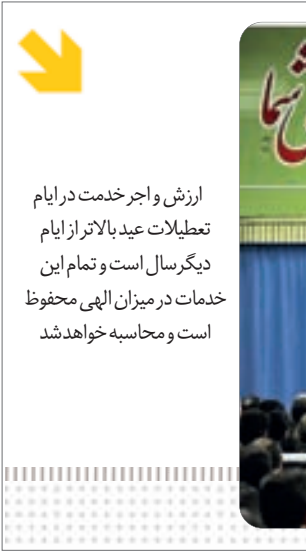 ارزش و اجر خدمت در ایام
تعطیلات عید بالاتر از ایام
دیگر سال است و تمام این
خدمات در میزان الهی محفوظ
است و محاسبه خواهد شد
شما